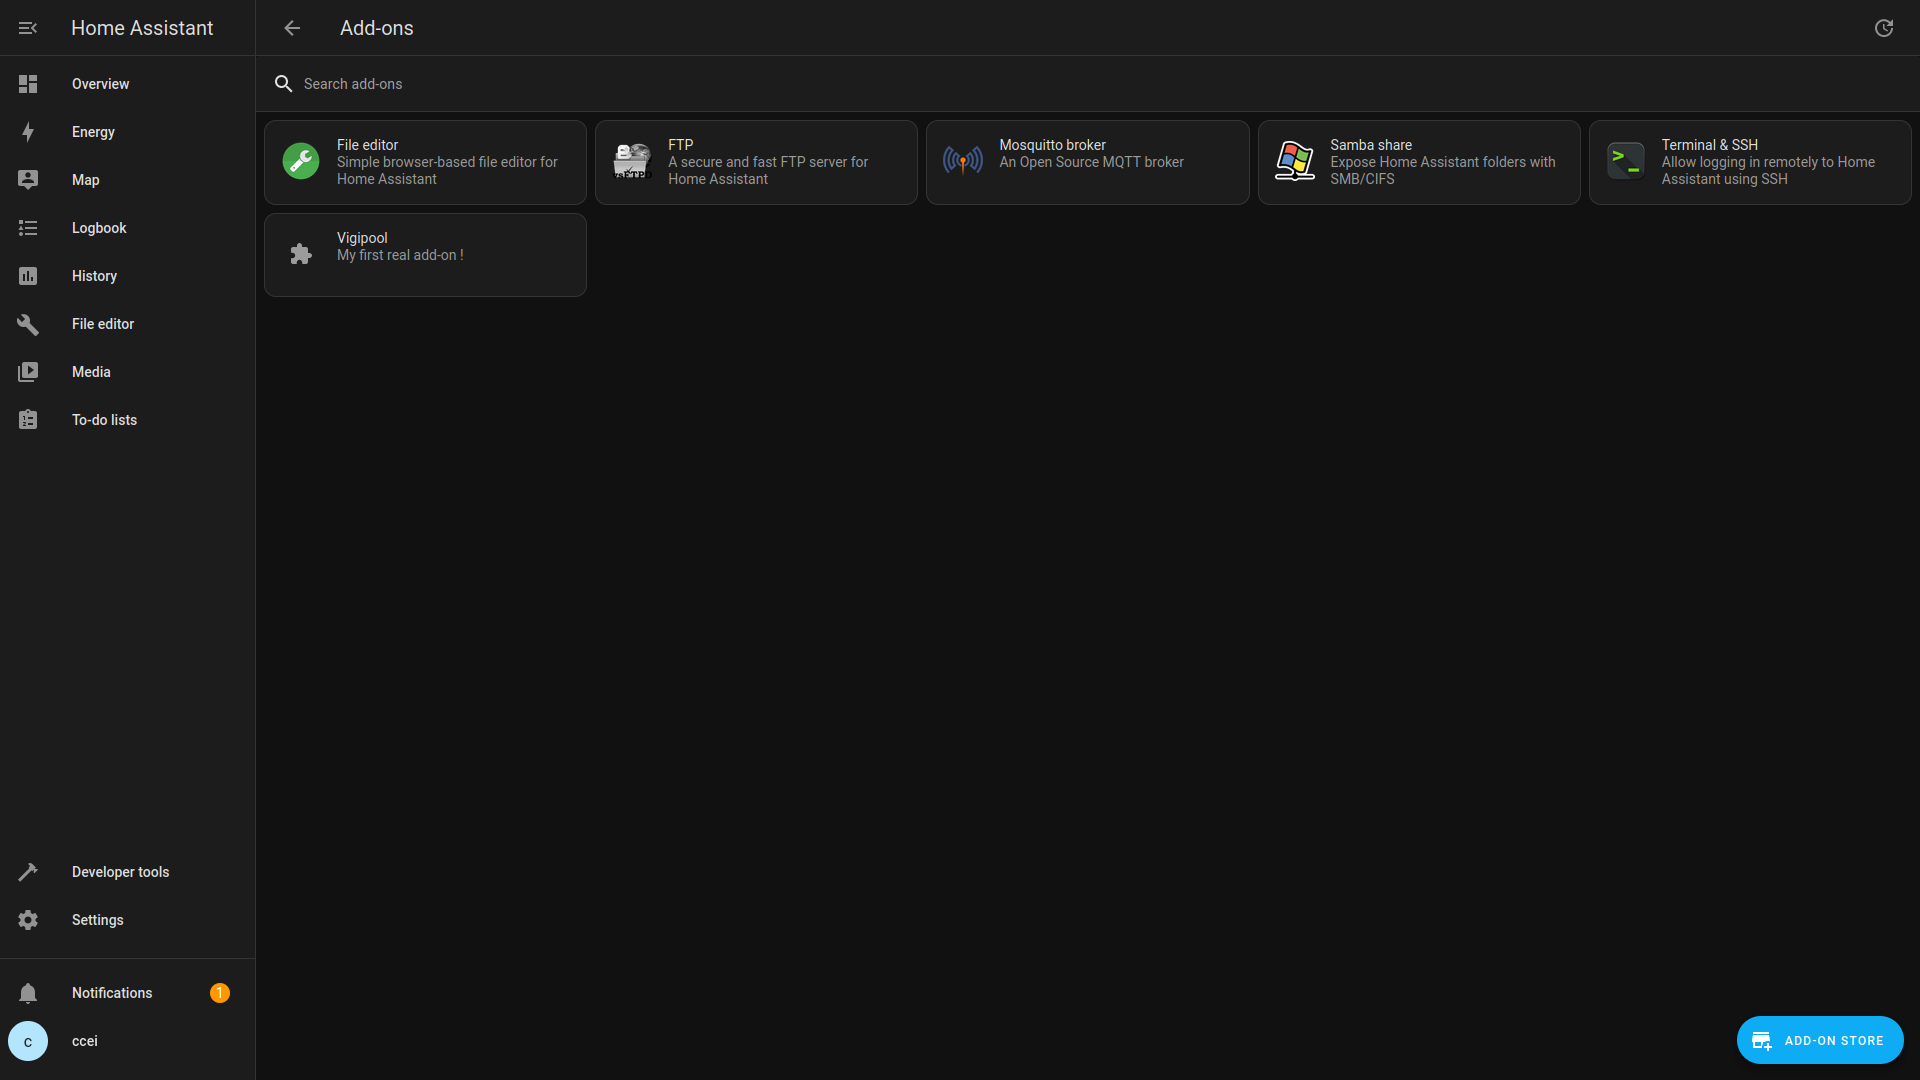 Home Assistant
Add-ons
Overview
Energy
Map
Logbook
History
File editor
Media
To-do lists
Developer tools
Settings
Notifications
1
c
ccei
Search add-ons
File editor
Simple browser-based file editor for
Home Assistant
FTP
A secure and fast FTP server for
Home Assistant
Mosquitto broker
An Open Source MQTT broker
Samba share
Expose Home Assistant folders with
SMB/CIFS
Terminal & SSH
Allow logging in remotely to Home
Assistant using SSH
Vigipool
My first real add-on !
ADD-ON STORE